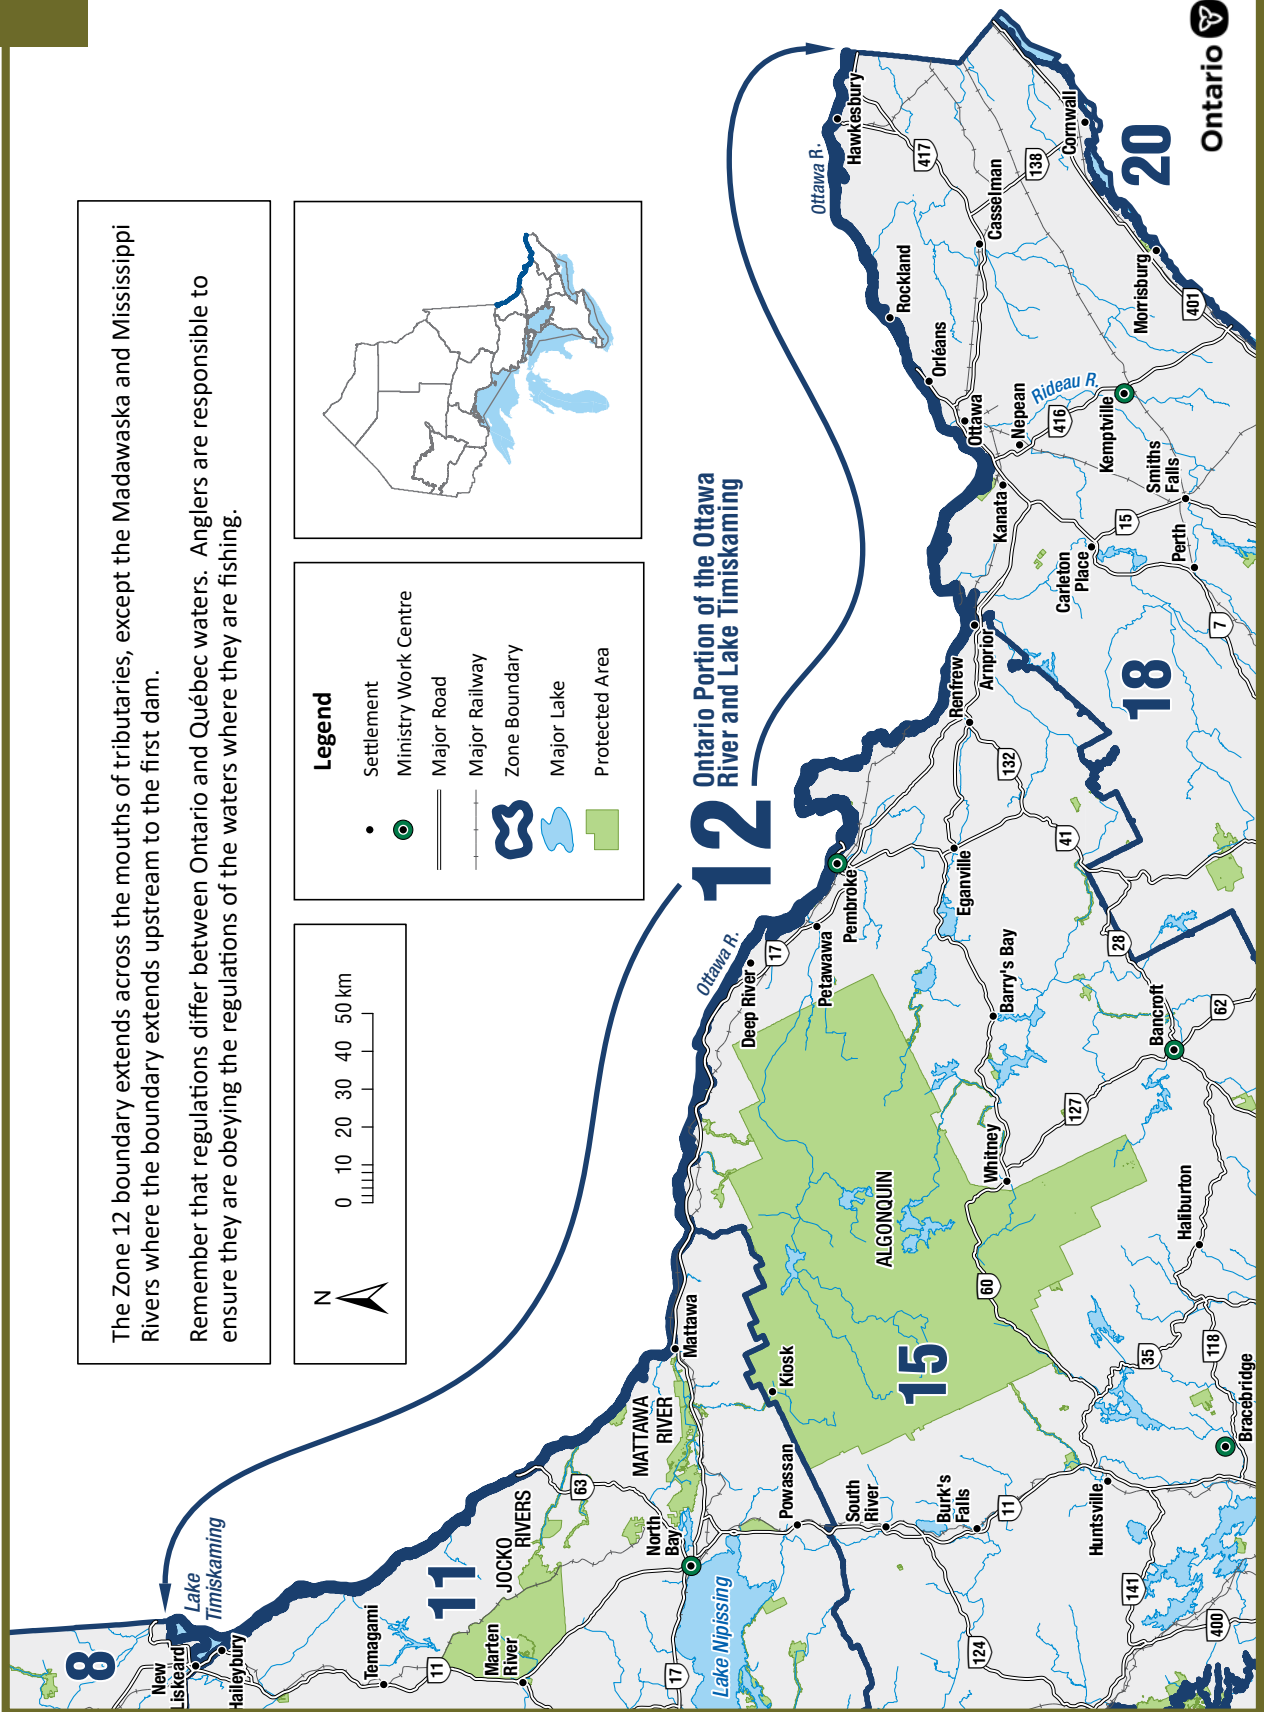 The Zone 12 boundary extends across the mouths of tributaries, except the Madawaska and Mississippi
Rivers where the boundary extends upstream to the first dam.
Remember that regulations differ between Ontario and Québec waters.  Anglers are responsible to
ensure they are obeying the regulations of the waters where they are fishing.
N
0 10 20 30 40 50 km
Legend
Settlement
Ministry Work Centre
Major Road
Major Railway
Zone Boundary
Major Lake
Protected Area
12
Ontario Portion of the Ottawa
River and Lake Timiskaming
8
New
Liskeard
Haileybury
Lake
Timiskaming
Temagami
11
11
Marten
River
JOCKO
RIVERS
63
North
Bay
17
Lake Nipissing
MATTAWA
RIVER
Mattawa
Powassan
Kiosk
South
River
Burk's
Falls
11
124
Huntsville
141
400
Bracebridge
118
35
Haliburton
15
ALGONQUIN
60
Whitney
127
Barry's Bay
Bancroft
62
28
Ottawa R.
Deep River
17
Petawawa
Pembroke
Eganville
41
132
Renfrew
Arnprior
18
7
Perth
Carleton
Place
15
Smiths
Falls
Kanata
Nepean
Ottawa
416
Rideau R.
Kemptville
Orléans
Rockland
Ottawa R.
Hawkesbury
417
Casselman
138
Cornwall
Morrisburg
401
20
Ontario